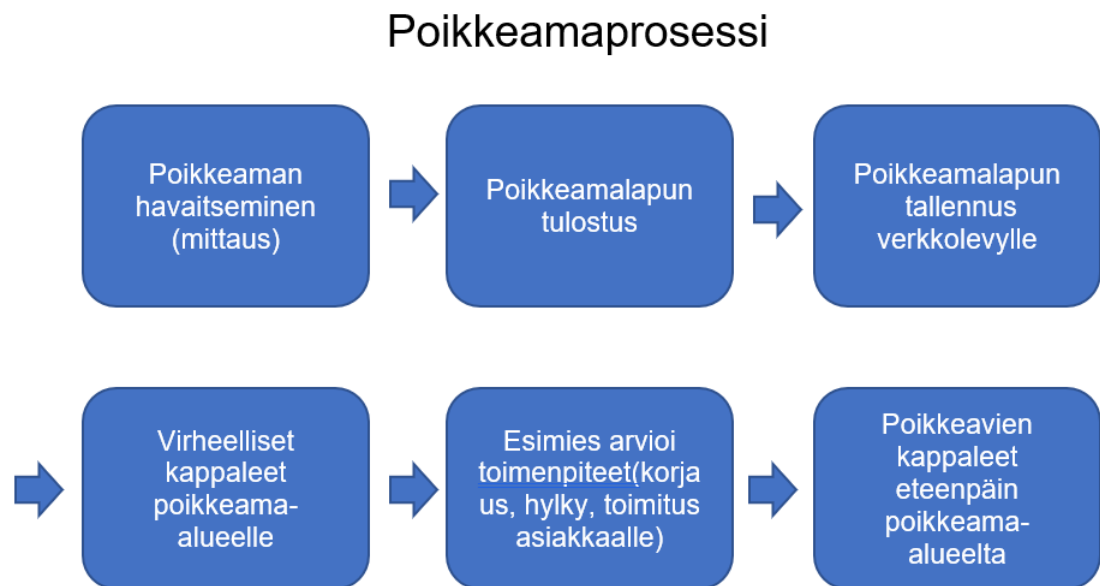 Poikkeamaprosessi
Poikkeaman
havaitseminen
(mittaus)
Poikkeamalapun
tulostus
Poikkeamalapun
tallennus
verkkolevylle
Virheelliset
kappaleet
poikkeama-
alueelle
Esimies arvioi
toimenpiteet(korja
us, hylky, toimitus
asiakkaalle)
Poikkeavien
kappaleet
eteenpäin
poikkeama-
alueelta